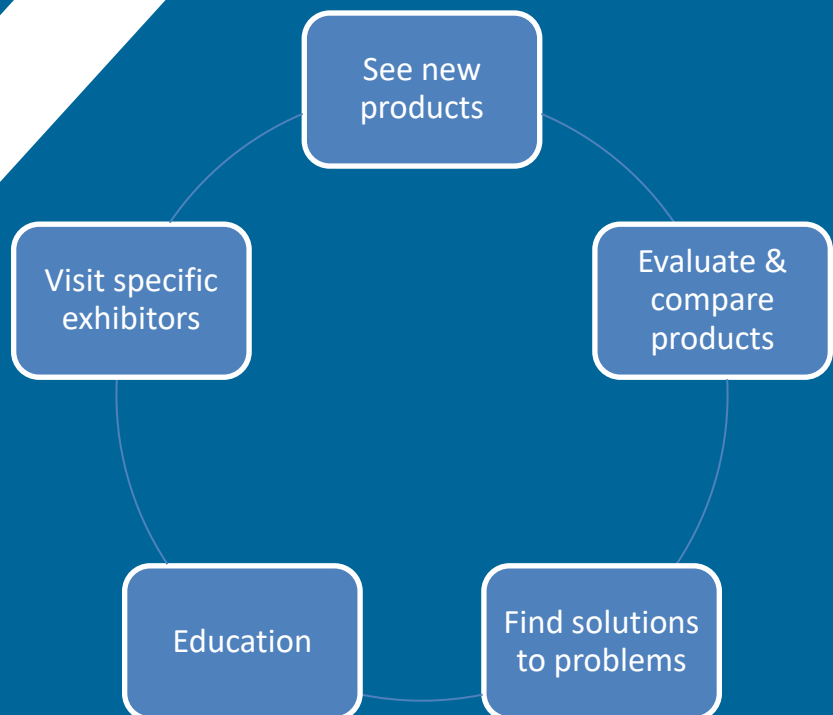 See new
products
Evaluate &
compare
products
Find solutions
to problems
Education
Visit specific
exhibitors